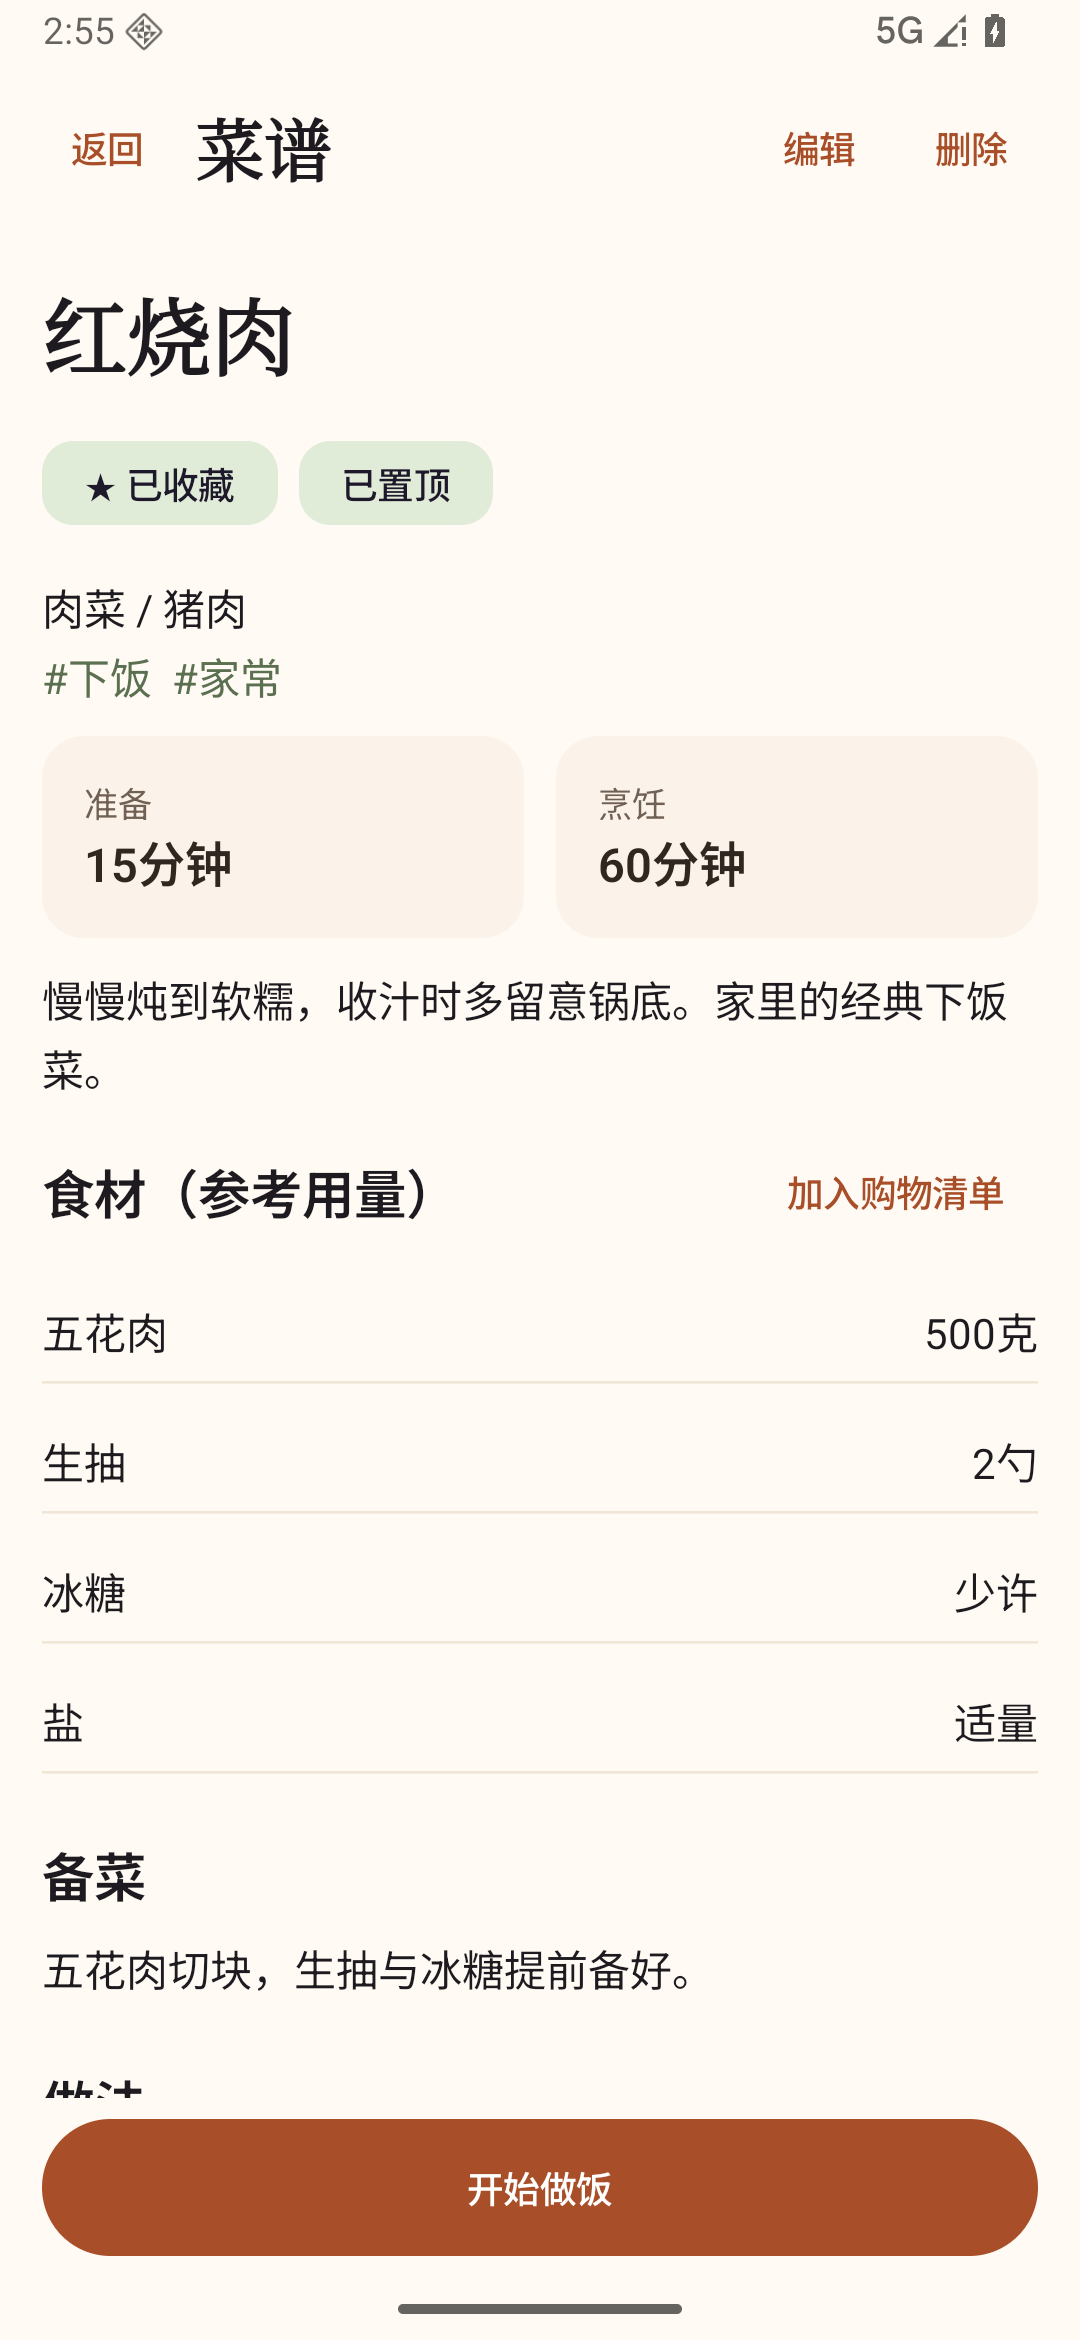 2:55 5G
返回 菜谱 编辑 删除
红烧肉
★ 已收藏 已置顶
肉菜 / 猪肉
#下饭 #家常
准备 烹饪
15分钟 60分钟
慢慢炖到软糯，收汁时多留意锅底。家里的经典下饭
菜。
食材（参考用量） 加入购物清单
五花肉 500克
生抽 2勺
冰糖 少许
盐 适量
备菜
五花肉切块，生抽与冰糖提前备好。
做法
开始做饭